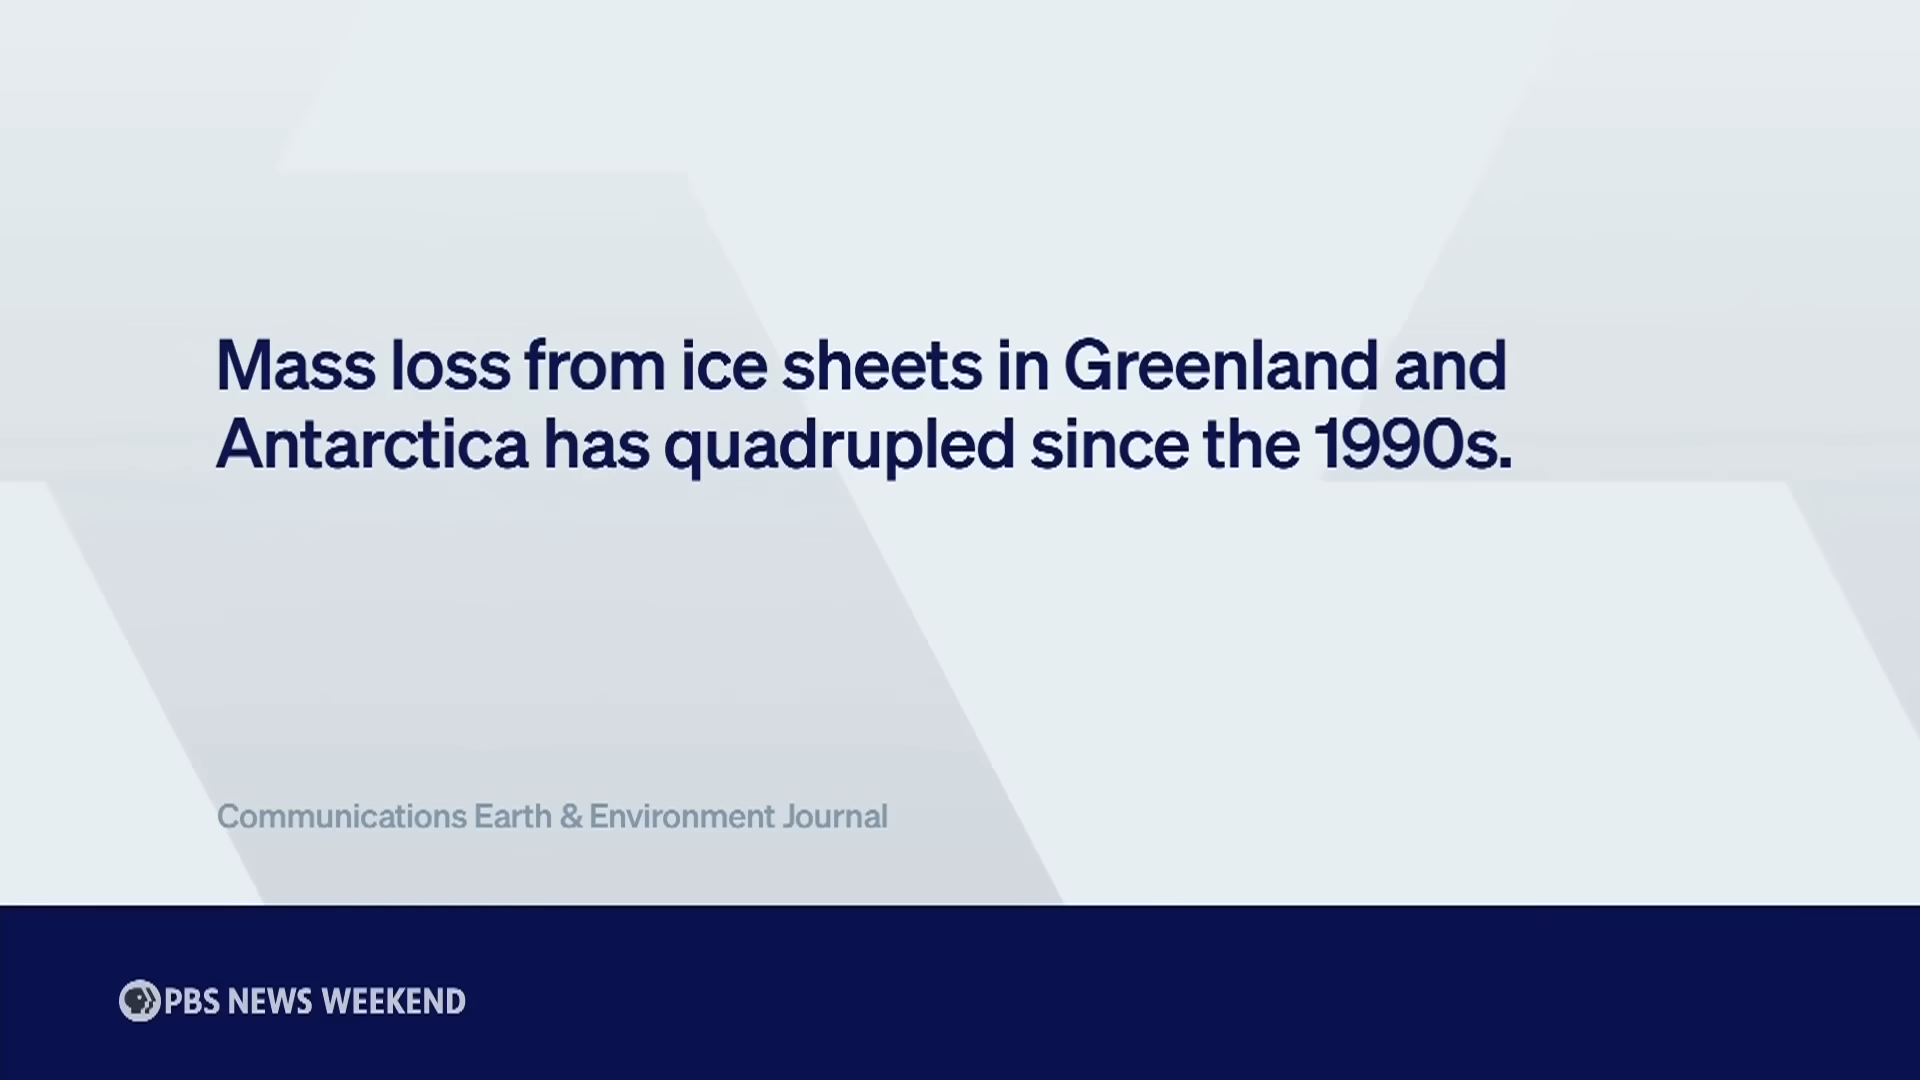 Mass loss from ice sheets in Greenland and
Antarctica has quadrupled since the 1990s.
Communications Earth & Environment Journal
PBS NEWS WEEKEND